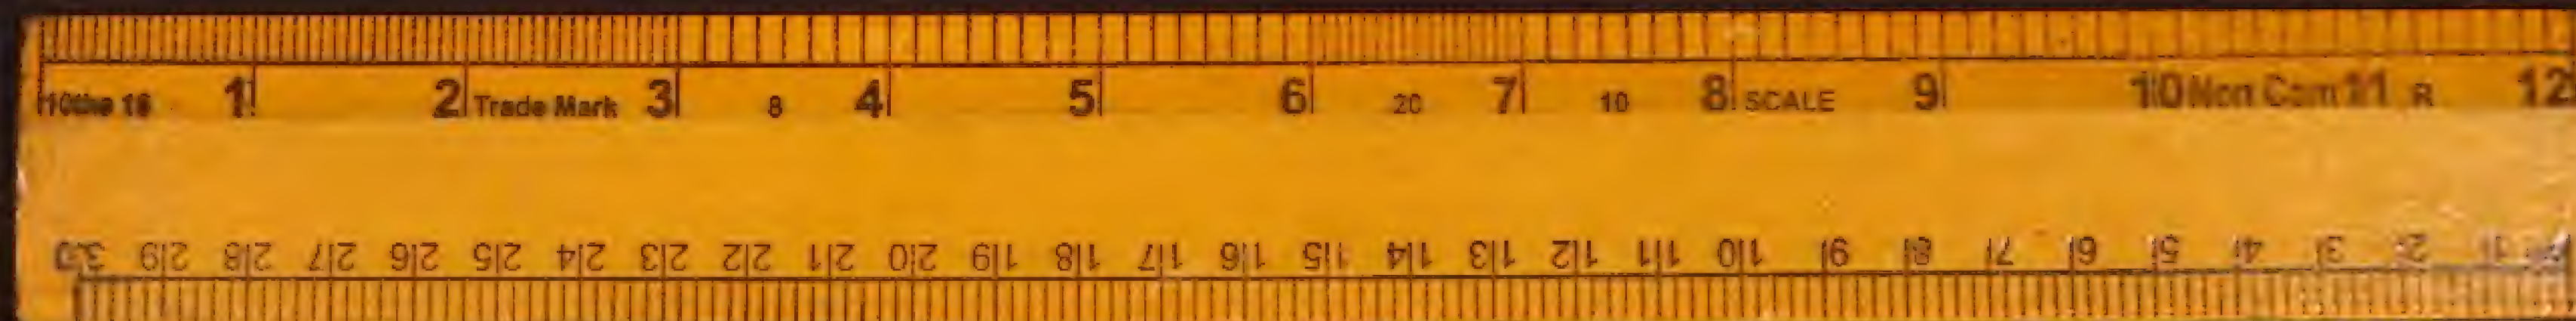 10ths 16 1 2 Trade Mark 3 8 4 5 6 20 7 10 8 SCALE 9 10 Non Com 11 R 12
30 29 28 27 26 25 24 23 22 21 20 19 18 17 16 15 14 13 12 11 10 9 8 7 6 5 4 3 2 1